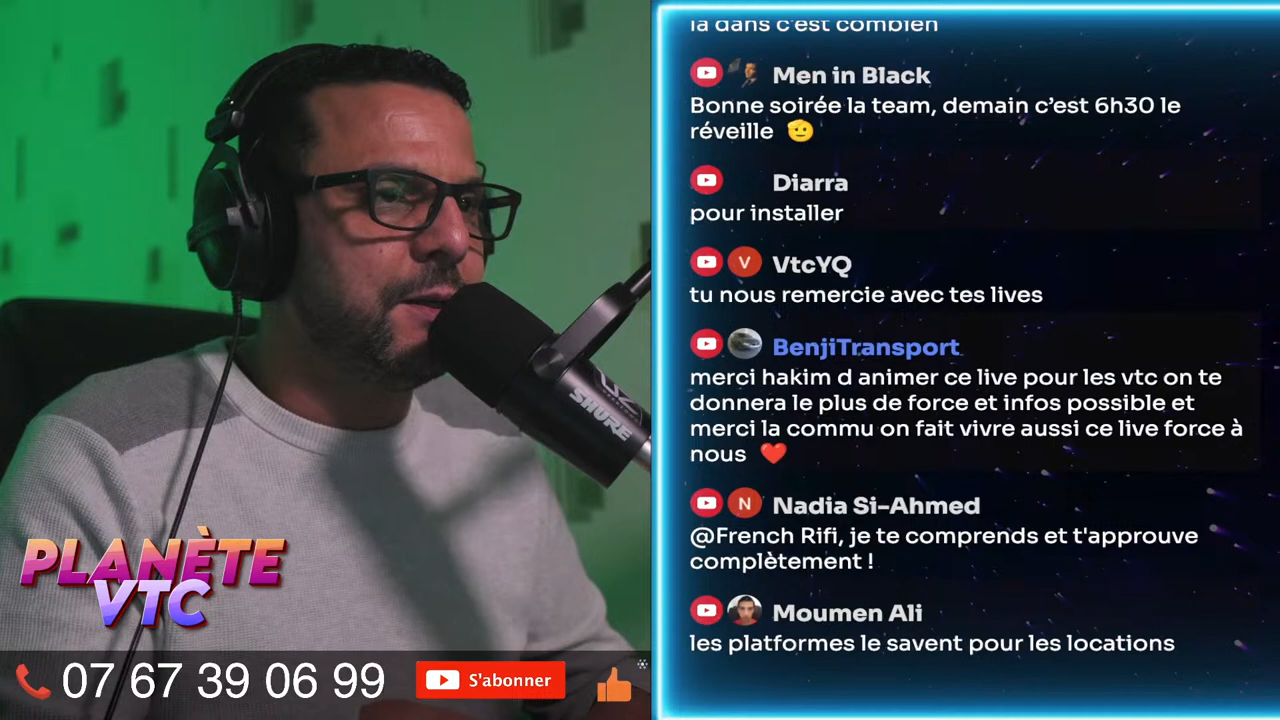 là dans c'est combien
Men in Black
Bonne soirée la team, demain c'est 6h30 le
réveille 🫡
Diarra
pour installer
V VtcYQ
tu nous remercie avec tes lives
BenjiTransport
merci hakim d animer ce live pour les vtc on te
donnera le plus de force et infos possible et
merci la commu on fait vivre aussi ce live force à
nous ❤️
N Nadia Si-Ahmed
@French Rifi, je te comprends et t'approuve
complètement !
Moumen Ali
les platformes le savent pour les locations
SHURE
PLANÈTE
VTC
07 67 39 06 99
S'abonner